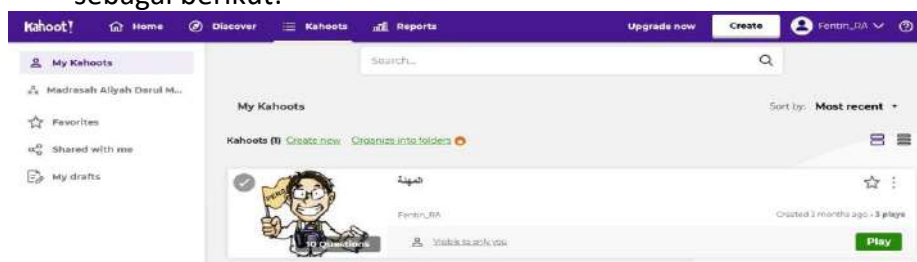 sebagai berikut:
Kahoot! Home Discover Kahoots Reports Upgrade now Create Fentin_RA
Search...
My Kahoots
Madrasah Aliyah Darul M...
Favorites
Shared with me
My drafts
My Kahoots Sort by: Most recent
Kahoots (1) Create new Organize into folders
المهنة
Fentin_RA Created 2 months ago • 3 plays
10 Questions Visible to only you Play